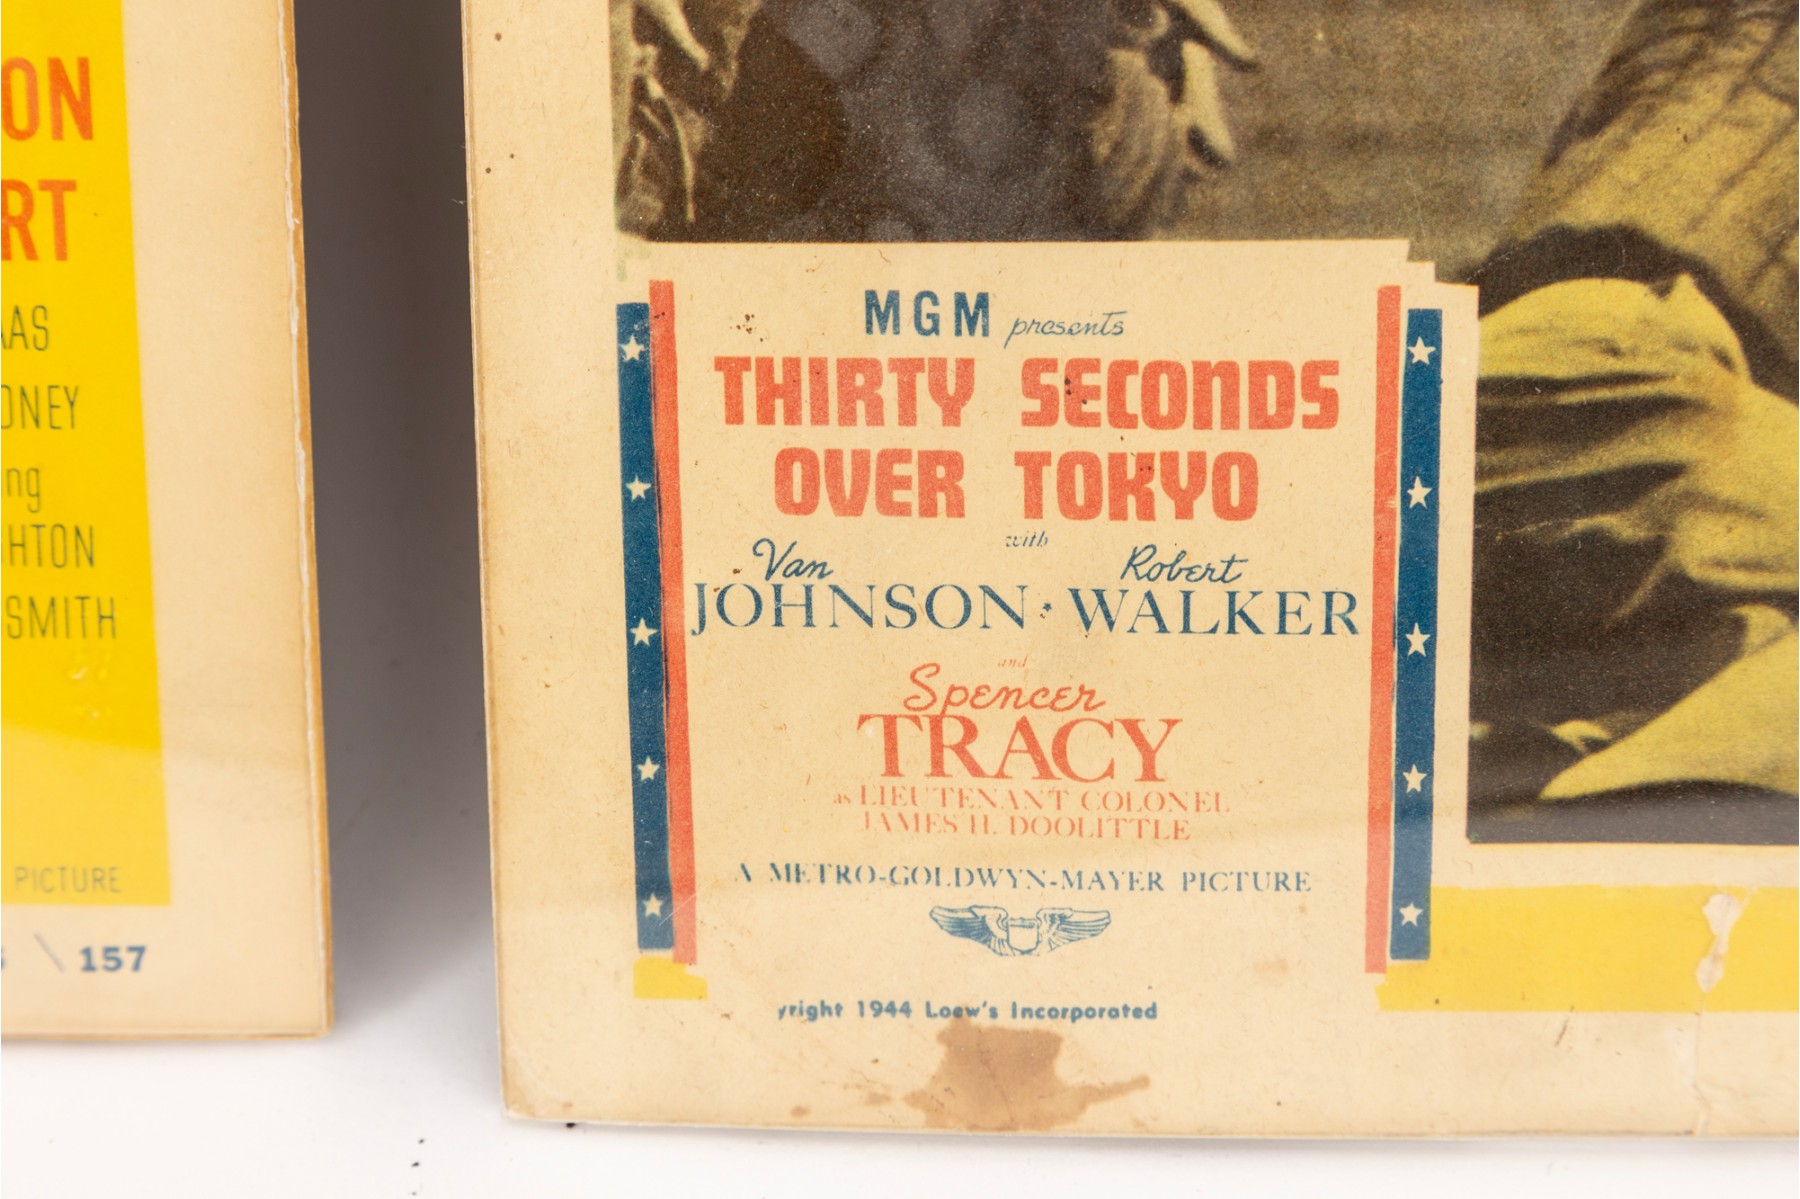 ON
RT
AAS
ONEY
ng
HTON
SMITH
PICTURE
\ 157
MGM presents
THIRTY SECONDS
OVER TOKYO
with
Van Robert
JOHNSON · WALKER
and
Spencer
TRACY
as LIEUTENANT COLONEL
JAMES H. DOOLITTLE
A METRO-GOLDWYN-MAYER PICTURE
yright 1944 Loew's Incorporated